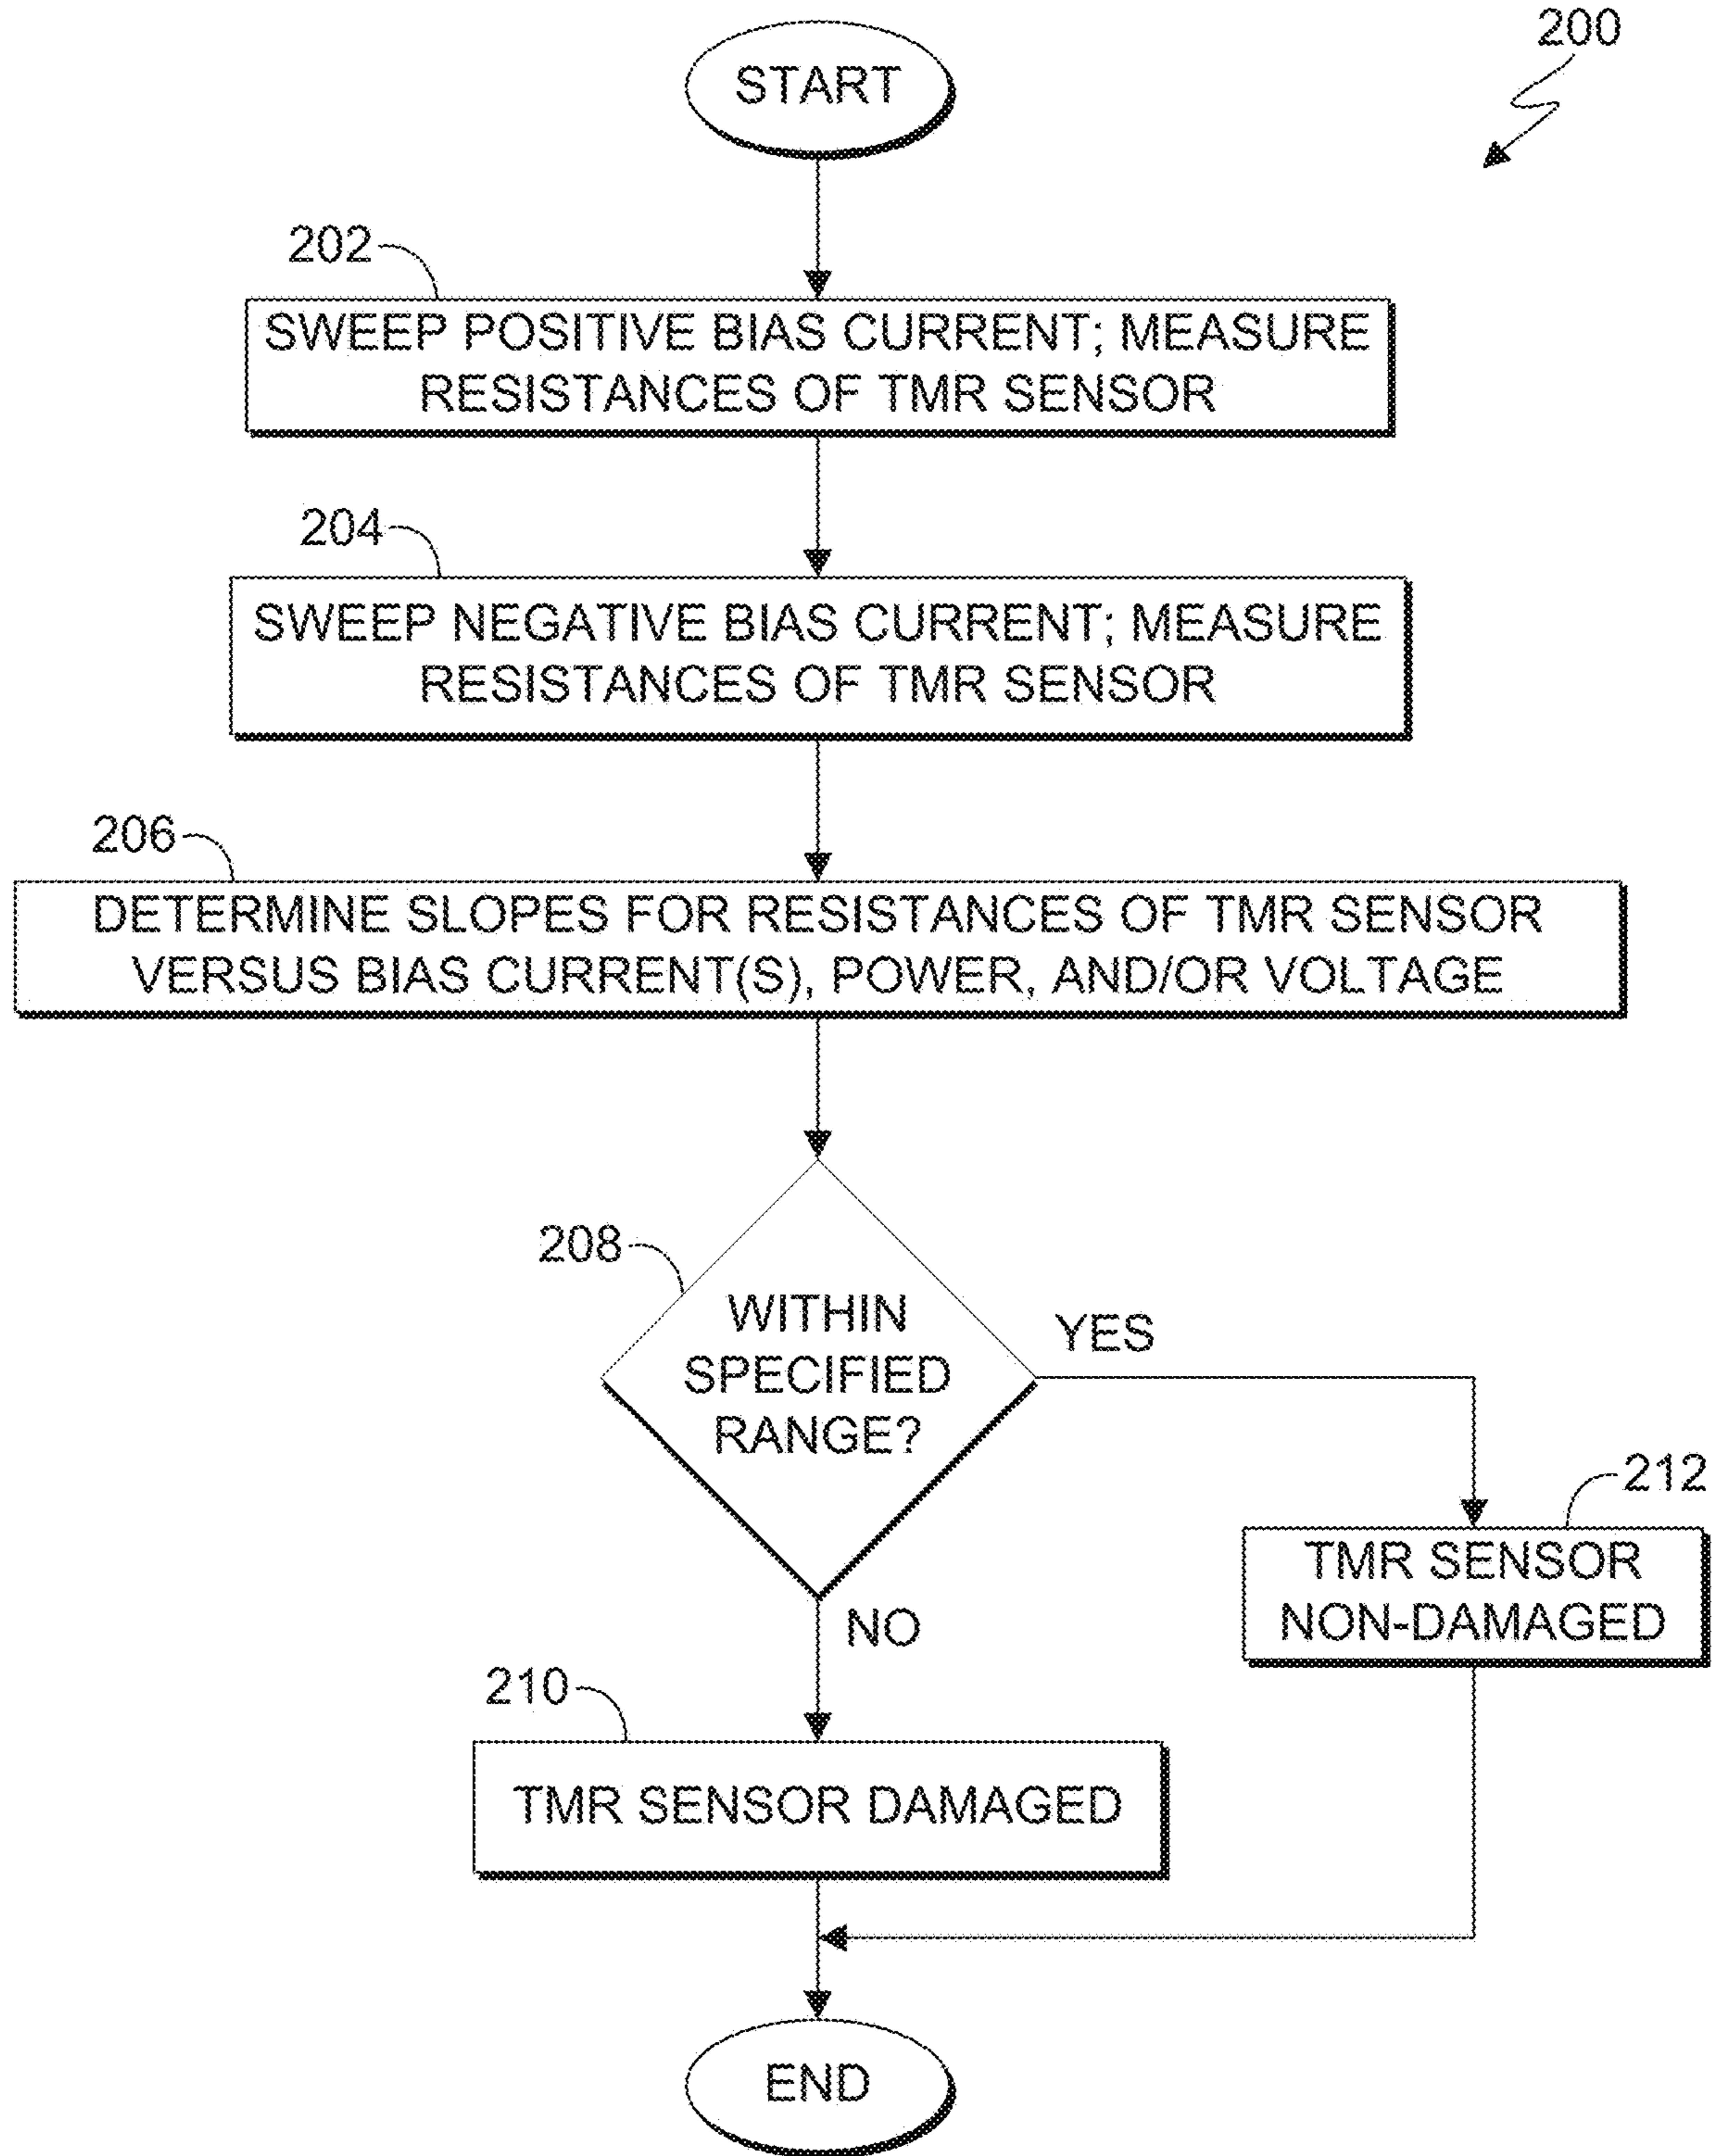 200
START
202
SWEEP POSITIVE BIAS CURRENT; MEASURE
RESISTANCES OF TMR SENSOR
204
SWEEP NEGATIVE BIAS CURRENT; MEASURE
RESISTANCES OF TMR SENSOR
206
DETERMINE SLOPES FOR RESISTANCES OF TMR SENSOR
VERSUS BIAS CURRENT(S), POWER, AND/OR VOLTAGE
208
WITHIN
SPECIFIED
RANGE?
YES
212
TMR SENSOR
NON-DAMAGED
NO
210
TMR SENSOR DAMAGED
END